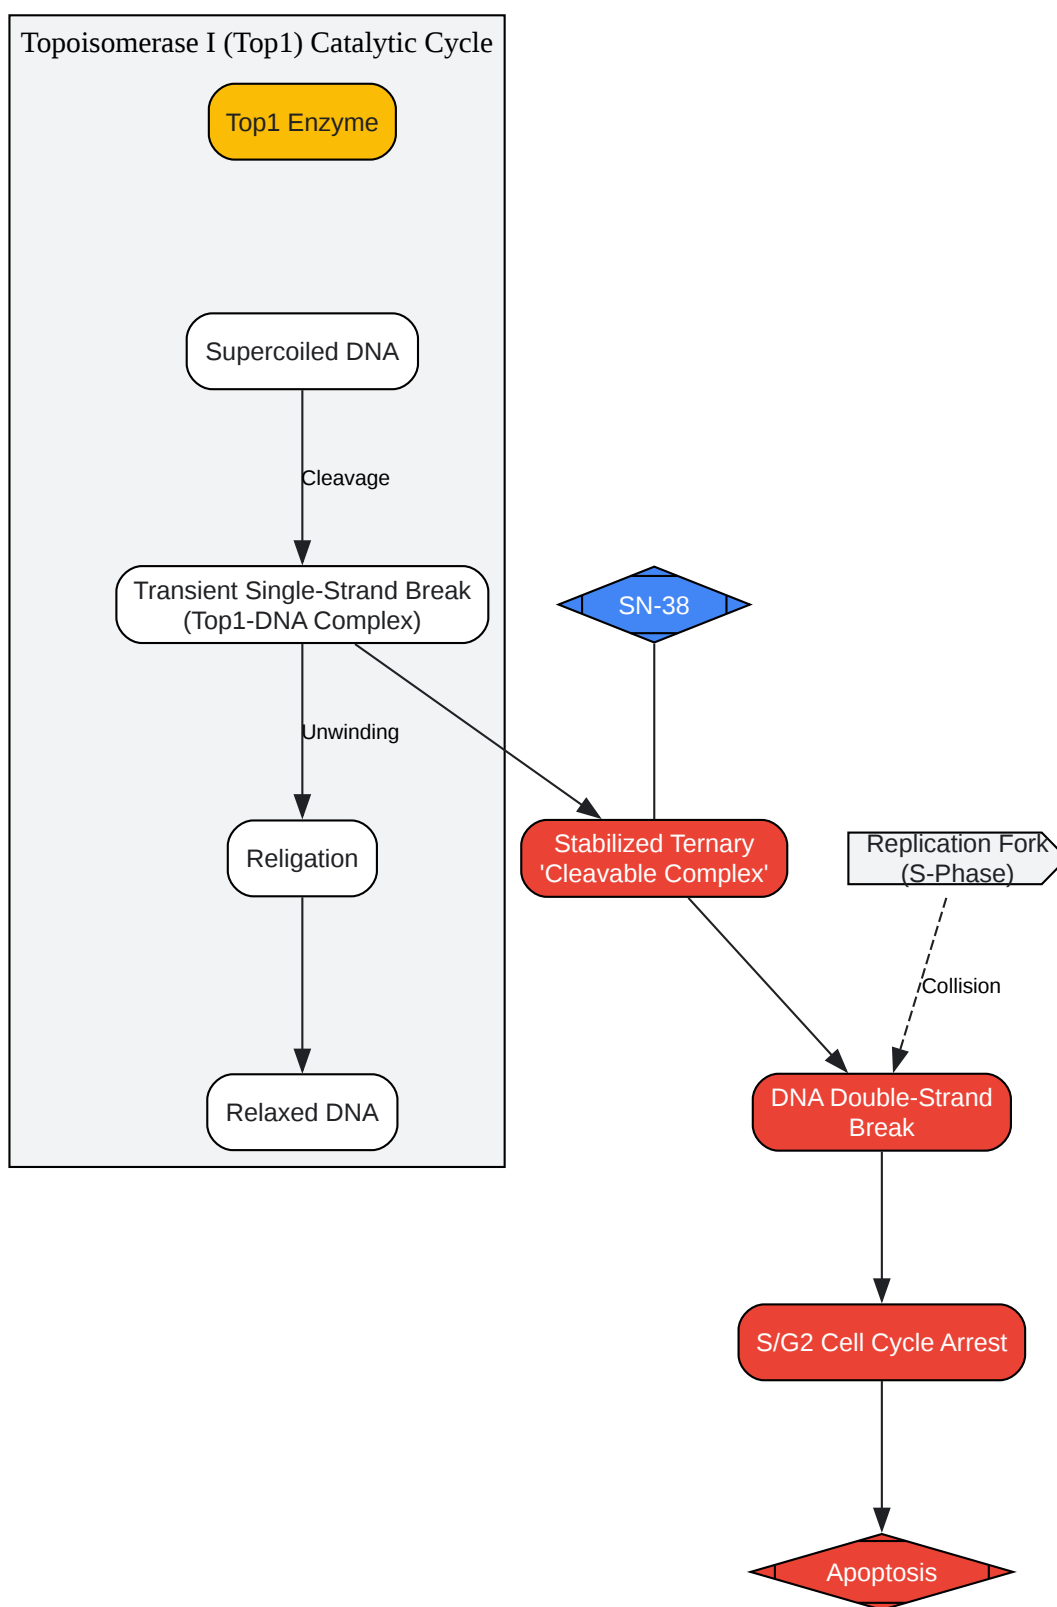 Topoisomerase I (Top1) Catalytic Cycle
Top1 Enzyme
Supercoiled DNA
Cleavage
Transient Single-Strand Break
(Top1-DNA Complex)
SN-38
Unwinding
Religation
Stabilized Ternary
'Cleavable Complex'
Replication Fork
(S-Phase)
Collision
Relaxed DNA
DNA Double-Strand
Break
S/G2 Cell Cycle Arrest
Apoptosis